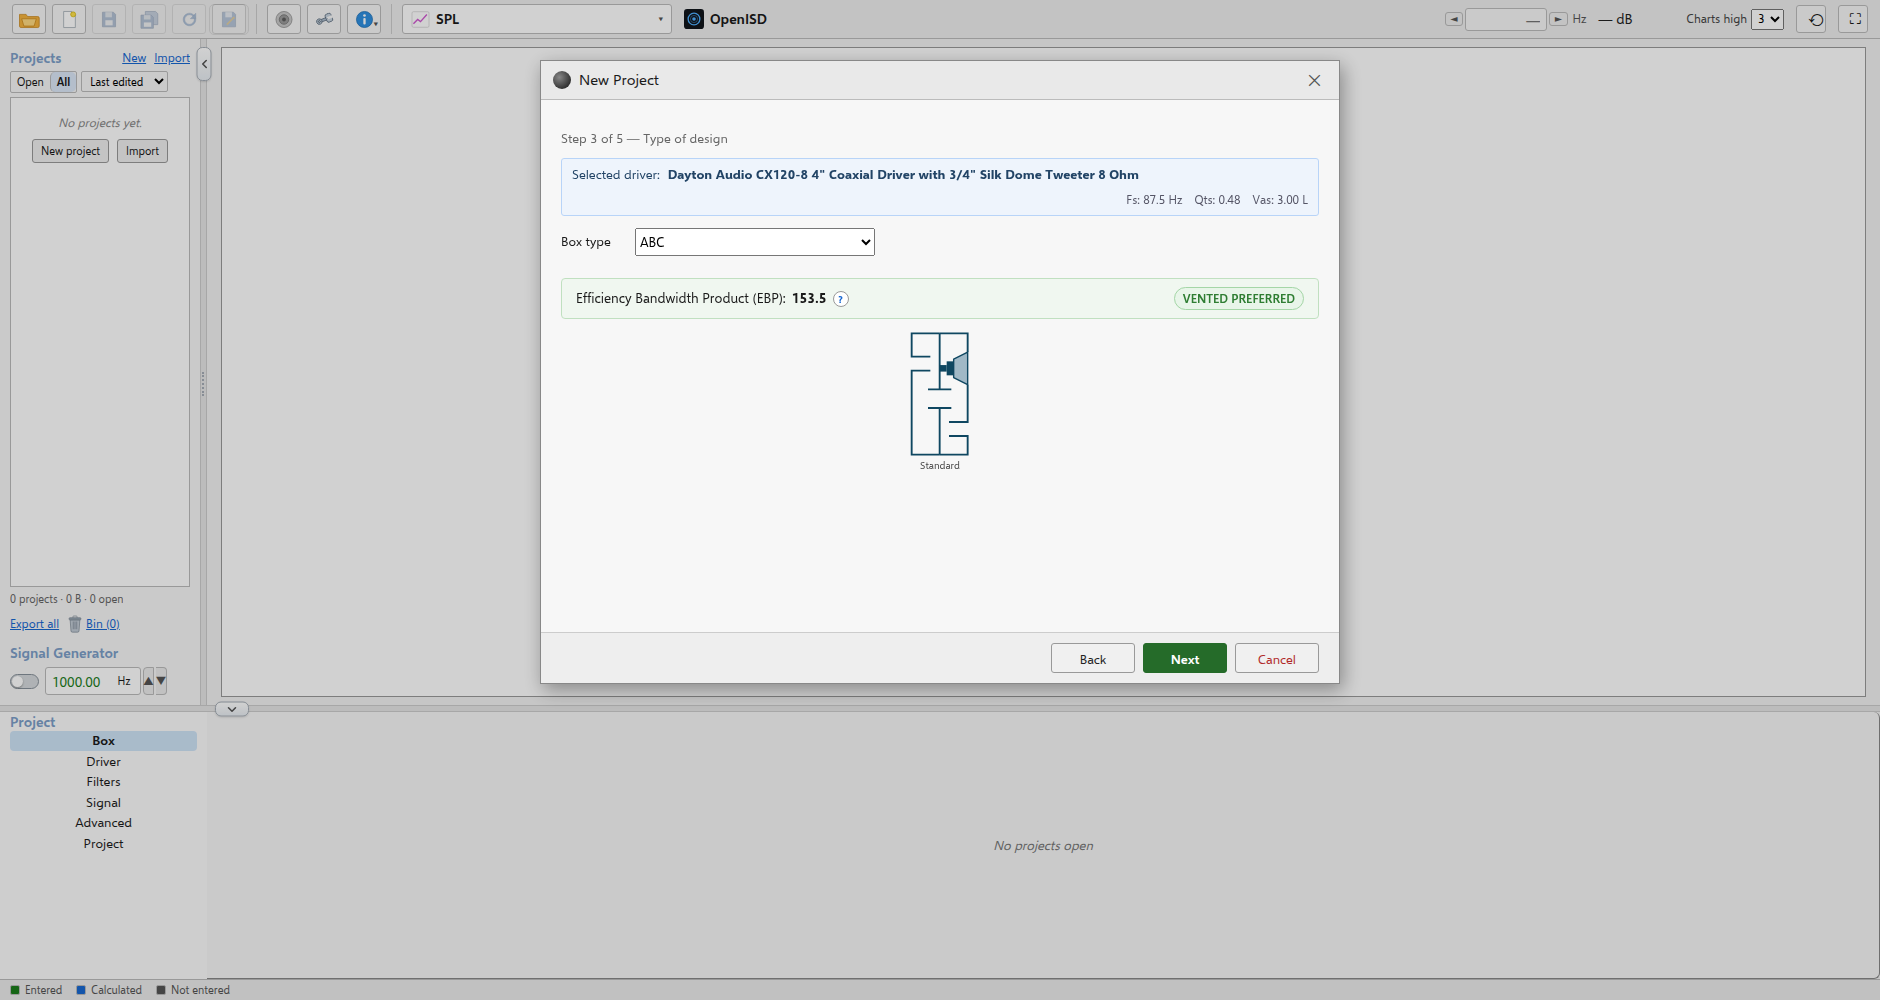 SPL
OpenISD
—
Hz
— dB
Charts high
3
Projects
New
Import
Open
All
Last edited
No projects yet.
New project
Import
0 projects · 0 B · 0 open
Export all
Bin (0)
Signal Generator
1000.00
Hz
New Project
Step 3 of 5 — Type of design
Selected driver: Dayton Audio CX120-8 4" Coaxial Driver with 3/4" Silk Dome Tweeter 8 Ohm
Fs: 87.5 Hz Qts: 0.48 Vas: 3.00 L
Box type
ABC
Efficiency Bandwidth Product (EBP): 153.5 ?
VENTED PREFERRED
Standard
Back
Next
Cancel
Project
Box
Driver
Filters
Signal
Advanced
Project
No projects open
Entered
Calculated
Not entered